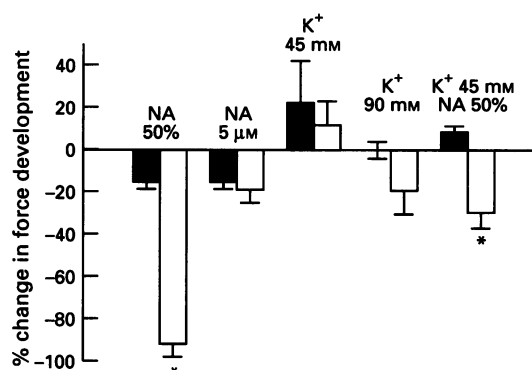 % change in force development
40
20
0
−20
−40
−60
−80
−100
NA
50%
NA
5 μM
K⁺
45 mM
K⁺
90 mM
K⁺ 45 mM
NA 50%
*
*